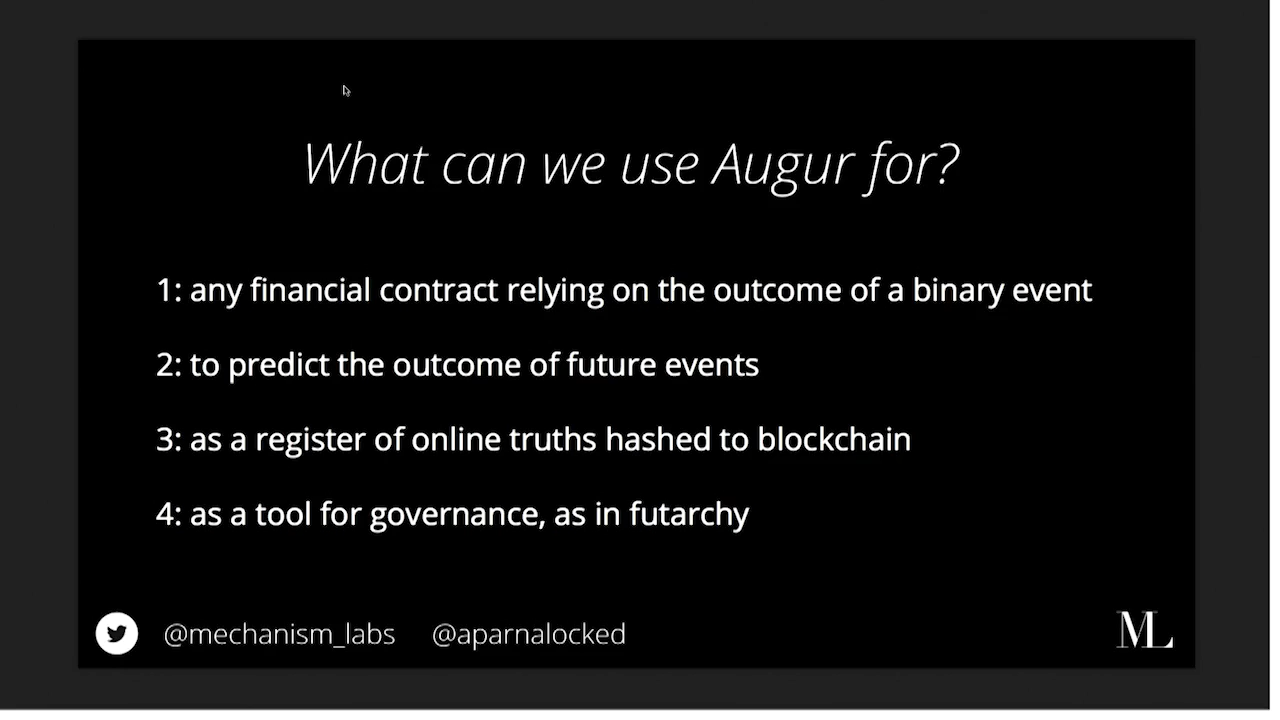 What can we use Augur for?
1: any financial contract relying on the outcome of a binary event
2: to predict the outcome of future events
3: as a register of online truths hashed to blockchain
4: as a tool for governance, as in futarchy
@mechanism_labs @aparnalocked
ML